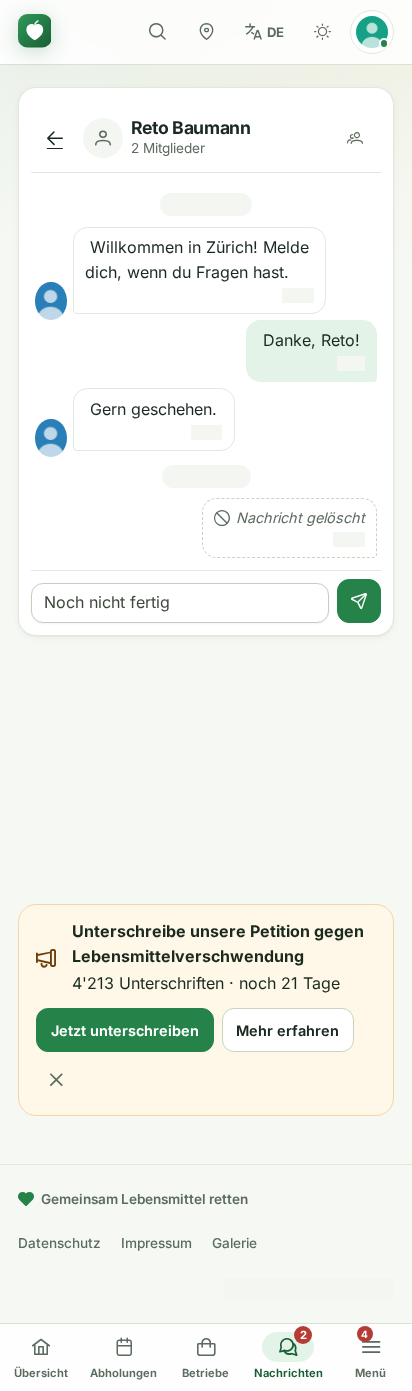 DE
Reto Baumann
2 Mitglieder
Willkommen in Zürich! Melde
dich, wenn du Fragen hast.
Danke, Reto!
Gern geschehen.
Nachricht gelöscht
Noch nicht fertig
Unterschreibe unsere Petition gegen
Lebensmittelverschwendung
4'213 Unterschriften · noch 21 Tage
Jetzt unterschreiben
Mehr erfahren
Gemeinsam Lebensmittel retten
Datenschutz
Impressum
Galerie
2
4
Übersicht
Abholungen
Betriebe
Nachrichten
Menü